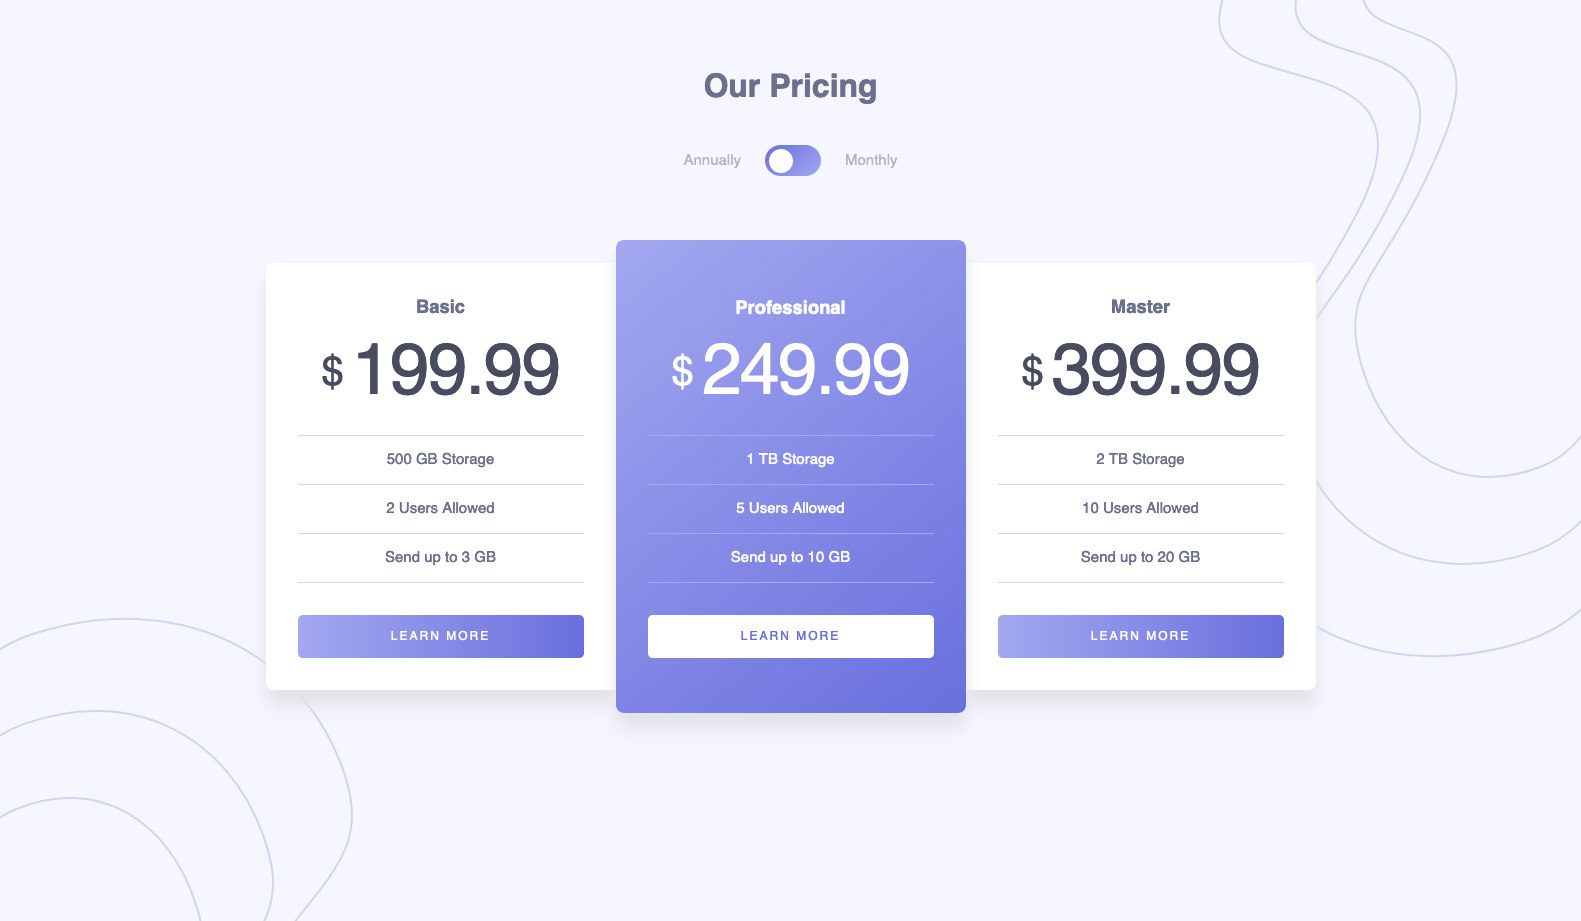 Our Pricing
Annually
Monthly
Basic
$ 199.99
500 GB Storage
2 Users Allowed
Send up to 3 GB
LEARN MORE
Professional
$ 249.99
1 TB Storage
5 Users Allowed
Send up to 10 GB
LEARN MORE
Master
$ 399.99
2 TB Storage
10 Users Allowed
Send up to 20 GB
LEARN MORE